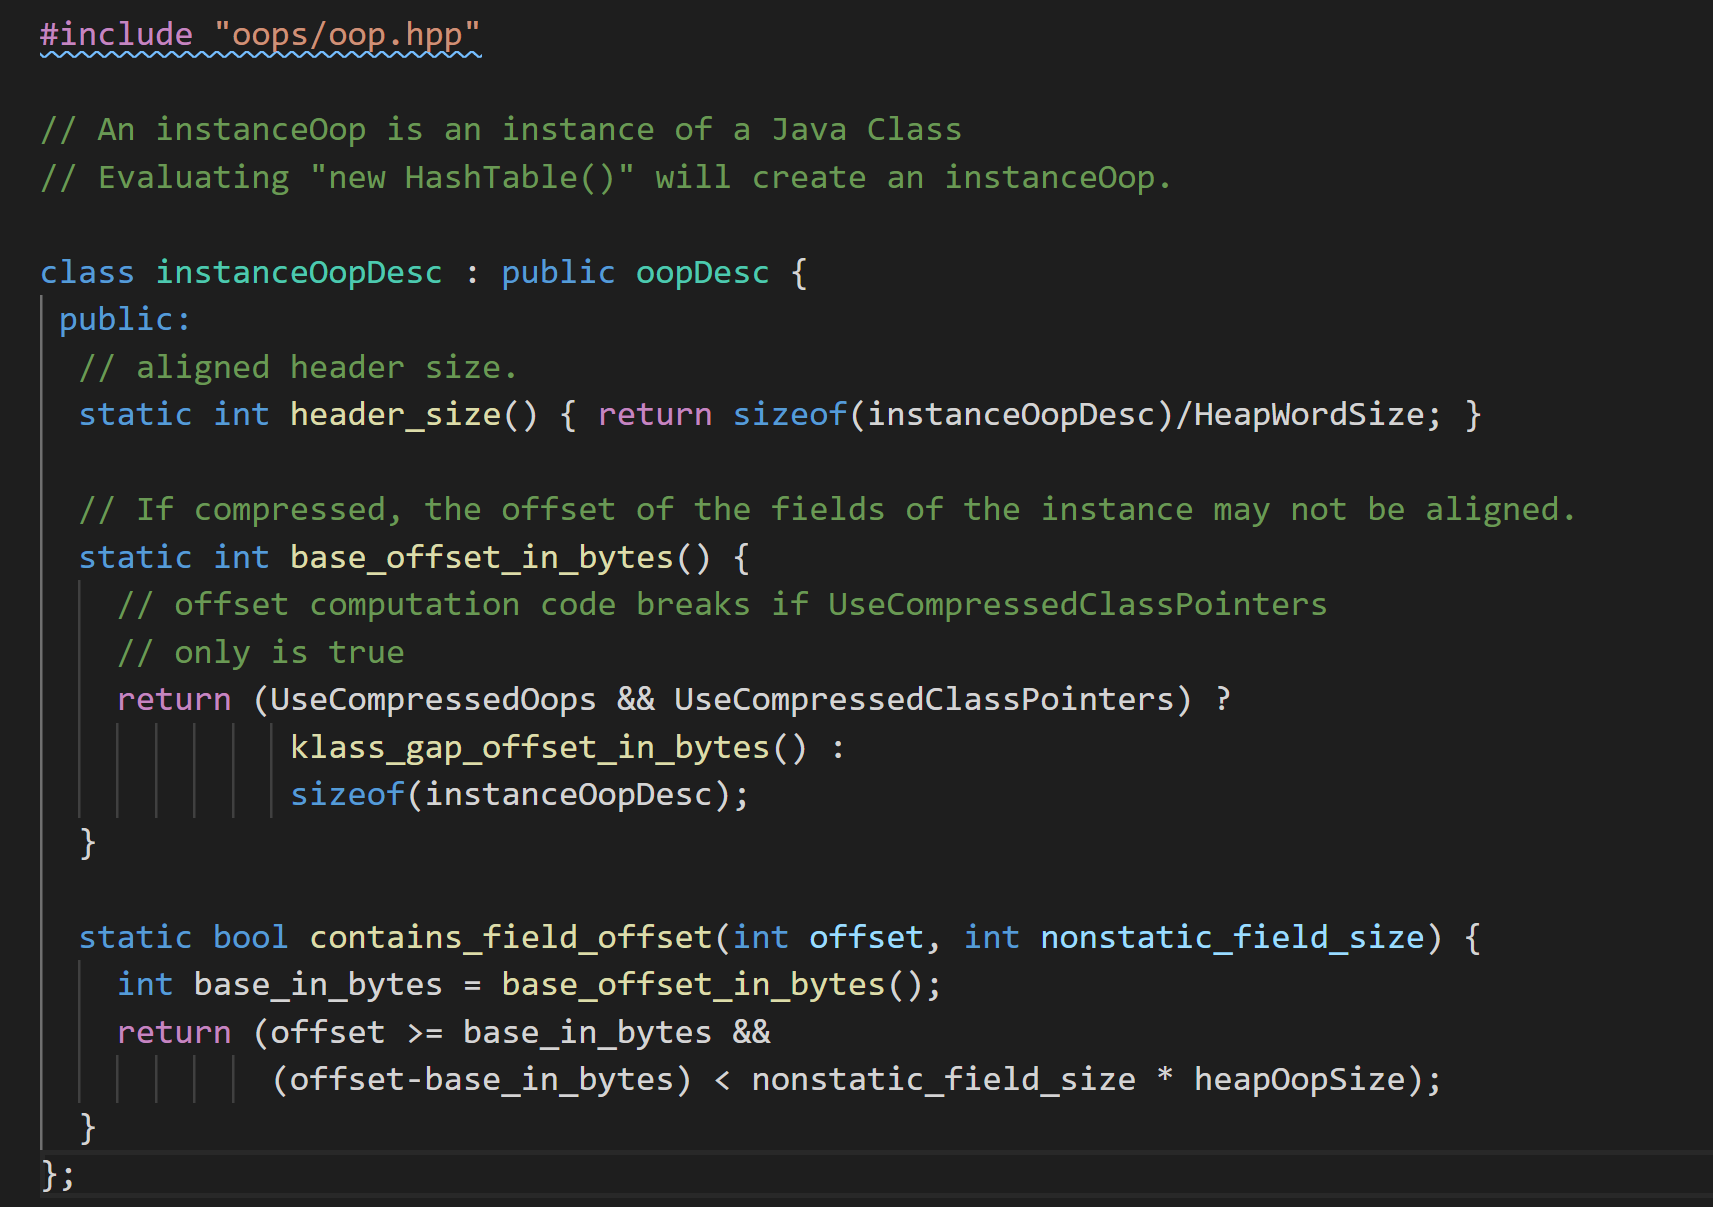 #include "oops/oop.hpp"
// An instanceOop is an instance of a Java Class
// Evaluating "new HashTable()" will create an instanceOop.
class instanceOopDesc : public oopDesc {
public:
// aligned header size.
static int header_size() { return sizeof(instanceOopDesc)/HeapWordSize; }
// If compressed, the offset of the fields of the instance may not be aligned.
static int base_offset_in_bytes() {
// offset computation code breaks if UseCompressedClassPointers
// only is true
return (UseCompressedOops && UseCompressedClassPointers) ?
klass_gap_offset_in_bytes() :
sizeof(instanceOopDesc);
}
static bool contains_field_offset(int offset, int nonstatic_field_size) {
int base_in_bytes = base_offset_in_bytes();
return (offset >= base_in_bytes &&
(offset-base_in_bytes) < nonstatic_field_size * heapOopSize);
}
};